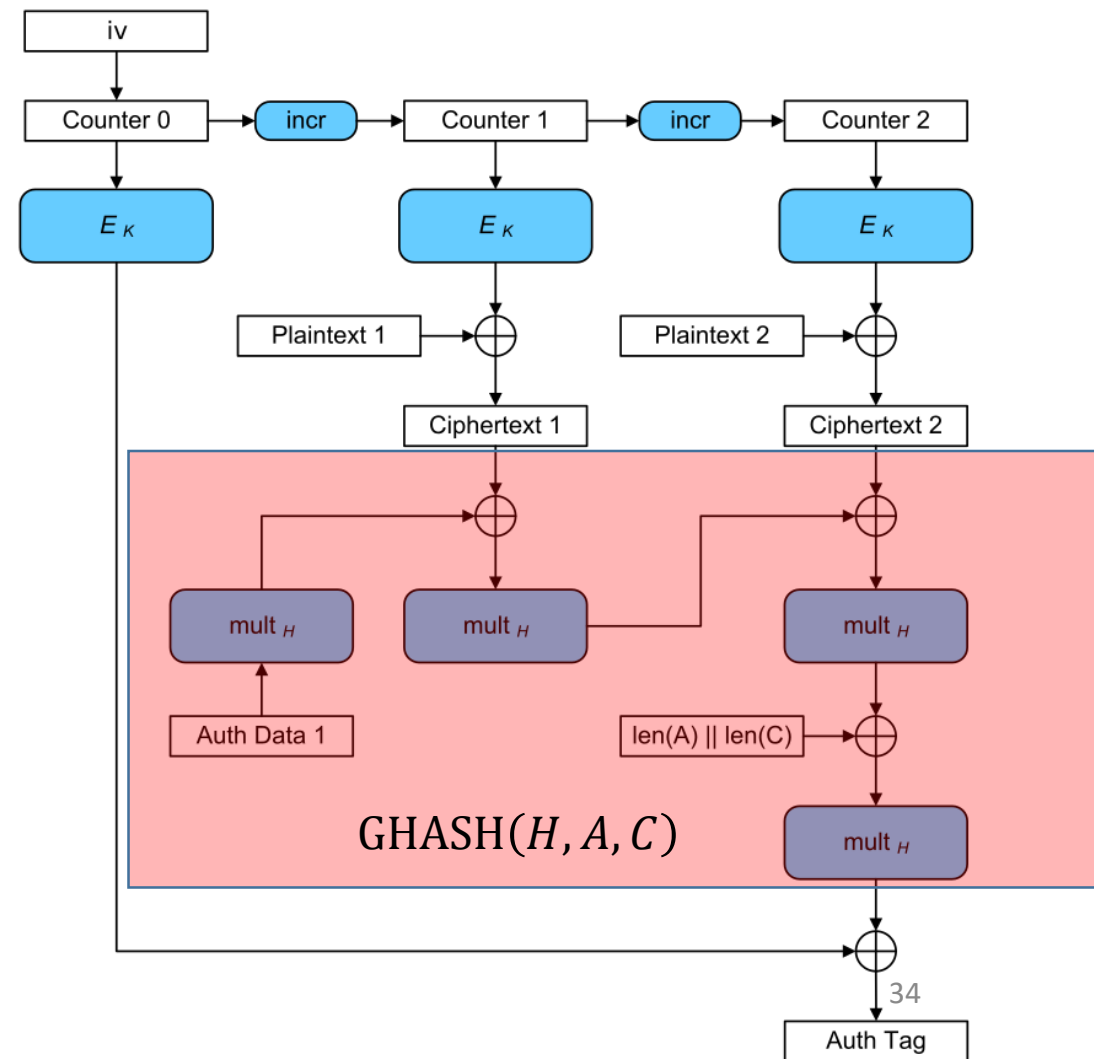 iv
Counter 0
incr
Counter 1
incr
Counter 2
E K
E K
E K
Plaintext 1
Plaintext 2
Ciphertext 1
Ciphertext 2
mult H
mult H
mult H
Auth Data 1
len(A) || len(C)
GHASH(H, A, C)
mult H
34
Auth Tag